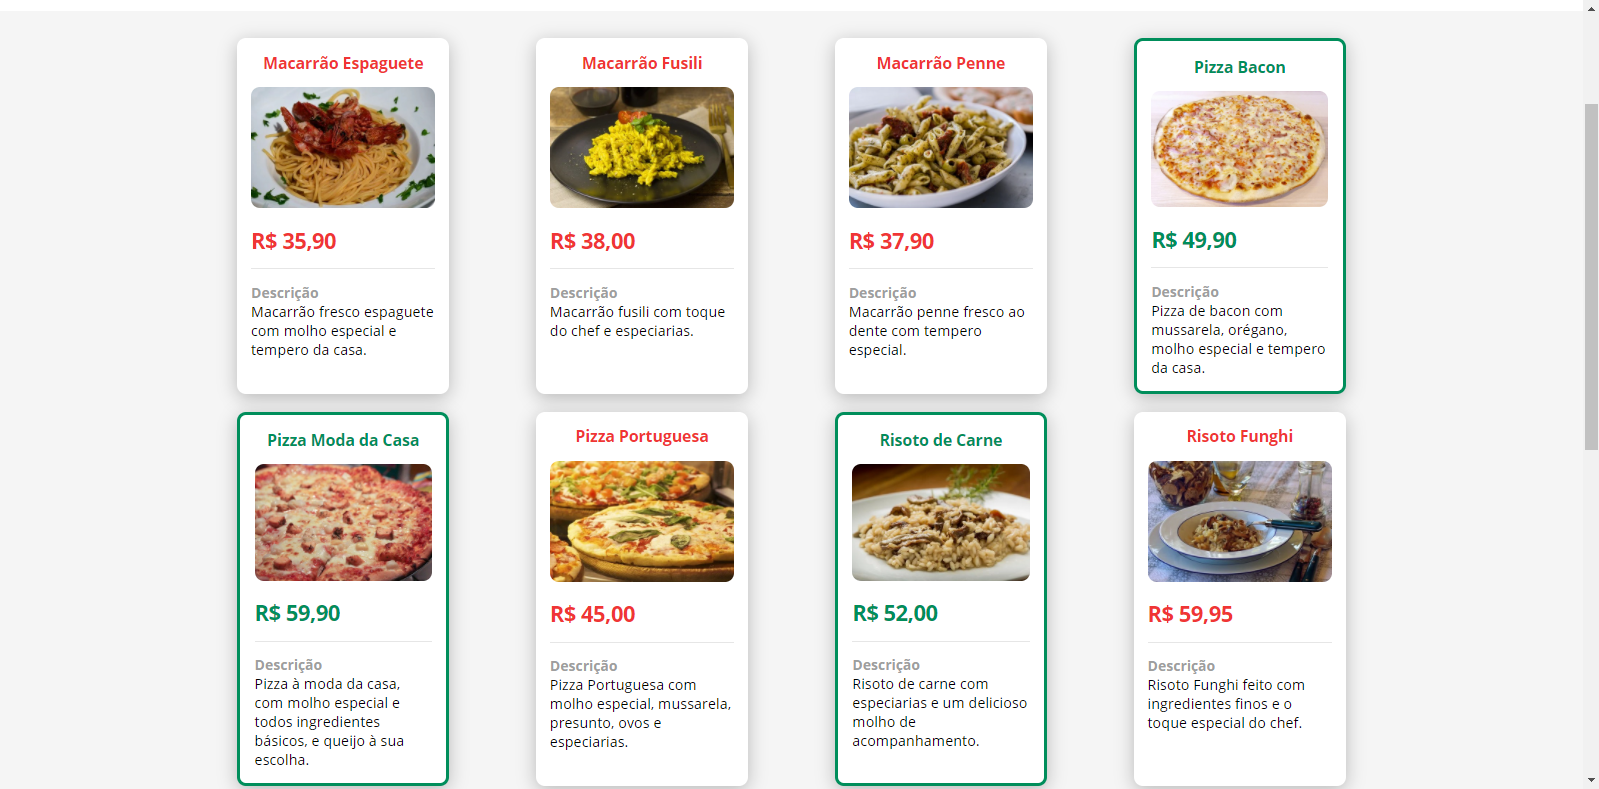 Macarrão Espaguete
R$ 35,90
Descrição
Macarrão fresco espaguete
com molho especial e
tempero da casa.
Macarrão Fusili
R$ 38,00
Descrição
Macarrão fusili com toque
do chef e especiarias.
Macarrão Penne
R$ 37,90
Descrição
Macarrão penne fresco ao
dente com tempero
especial.
Pizza Bacon
R$ 49,90
Descrição
Pizza de bacon com
mussarela, orégano,
molho especial e tempero
da casa.
Pizza Moda da Casa
R$ 59,90
Descrição
Pizza à moda da casa,
com molho especial e
todos ingredientes
básicos, e queijo à sua
escolha.
Pizza Portuguesa
R$ 45,00
Descrição
Pizza Portuguesa com
molho especial, mussarela,
presunto, ovos e
especiarias.
Risoto de Carne
R$ 52,00
Descrição
Risoto de carne com
especiarias e um delicioso
molho de
acompanhamento.
Risoto Funghi
R$ 59,95
Descrição
Risoto Funghi feito com
ingredientes finos e o
toque especial do chef.